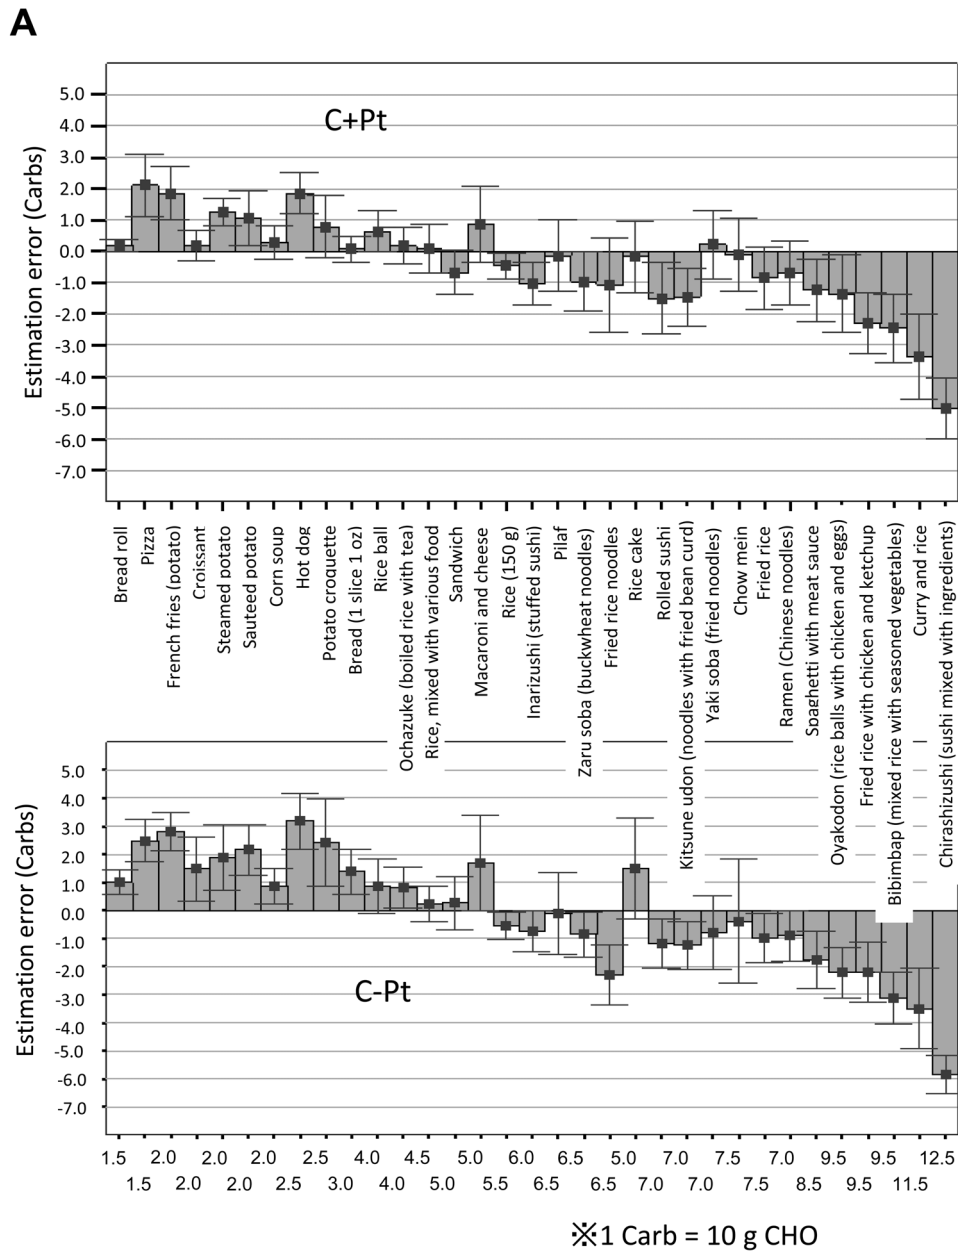 A
C+Pt
Estimation error (Carbs)
5.0
4.0
3.0
2.0
1.0
0.0
-1.0
-2.0
-3.0
-4.0
-5.0
-6.0
-7.0
Bread roll
Pizza
French fries (potato)
Croissant
Steamed potato
Sauteed potato
Corn soup
Hot dog
Potato croquette
Bread (1 slice 1 oz)
Rice ball
Ochazuke (boiled rice with tea)
Rice, mixed with various food
Sandwich
Macaroni and cheese
Rice (150 g)
Inarizushi (stuffed sushi)
Pilaf
Zaru soba (buckwheat noodles)
Fried rice noodles
Rice cake
Rolled sushi
Kitsune udon (noodles with fried bean curd)
Yaki soba (fried noodles)
Chow mein
Fried rice
Ramen (Chinese noodles)
Spaghetti with meat sauce
Oyakodon (rice balls with chicken and eggs)
Fried rice with chicken and ketchup
Bibimbap (mixed rice with seasoned vegetables)
Curry and rice
Chirashizushi (sushi mixed with ingredients)
C-Pt
Estimation error (Carbs)
5.0
4.0
3.0
2.0
1.0
0.0
-1.0
-2.0
-3.0
-4.0
-5.0
-6.0
-7.0
1.5 2.0 2.0 2.0 2.5 3.0 4.0 4.5 5.0 6.0 6.5 5.0 7.0 7.5 7.0 9.5 9.5 12.5
1.5 2.0 2.0 2.5 3.0 4.0 5.0 5.5 6.5 6.5 7.0 7.0 7.5 8.5 9.5 11.5
※1 Carb = 10 g CHO